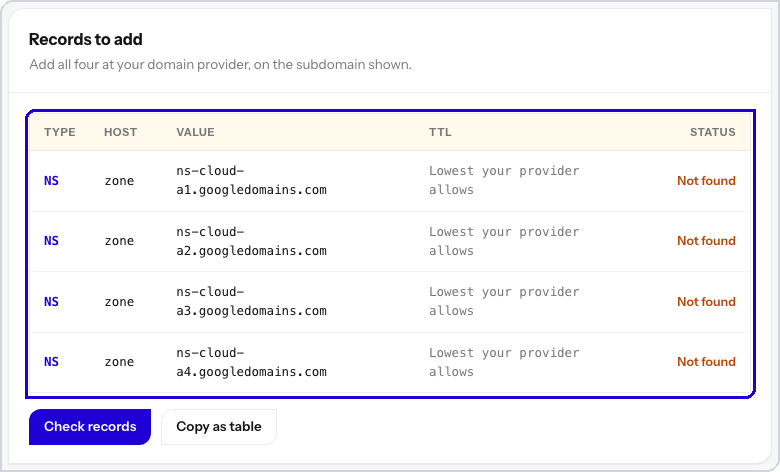 Records to add
Add all four at your domain provider, on the subdomain shown.
TYPE HOST VALUE TTL STATUS
NS zone ns-cloud-a1.googledomains.com Lowest your provider allows Not found
NS zone ns-cloud-a2.googledomains.com Lowest your provider allows Not found
NS zone ns-cloud-a3.googledomains.com Lowest your provider allows Not found
NS zone ns-cloud-a4.googledomains.com Lowest your provider allows Not found
Check records Copy as table